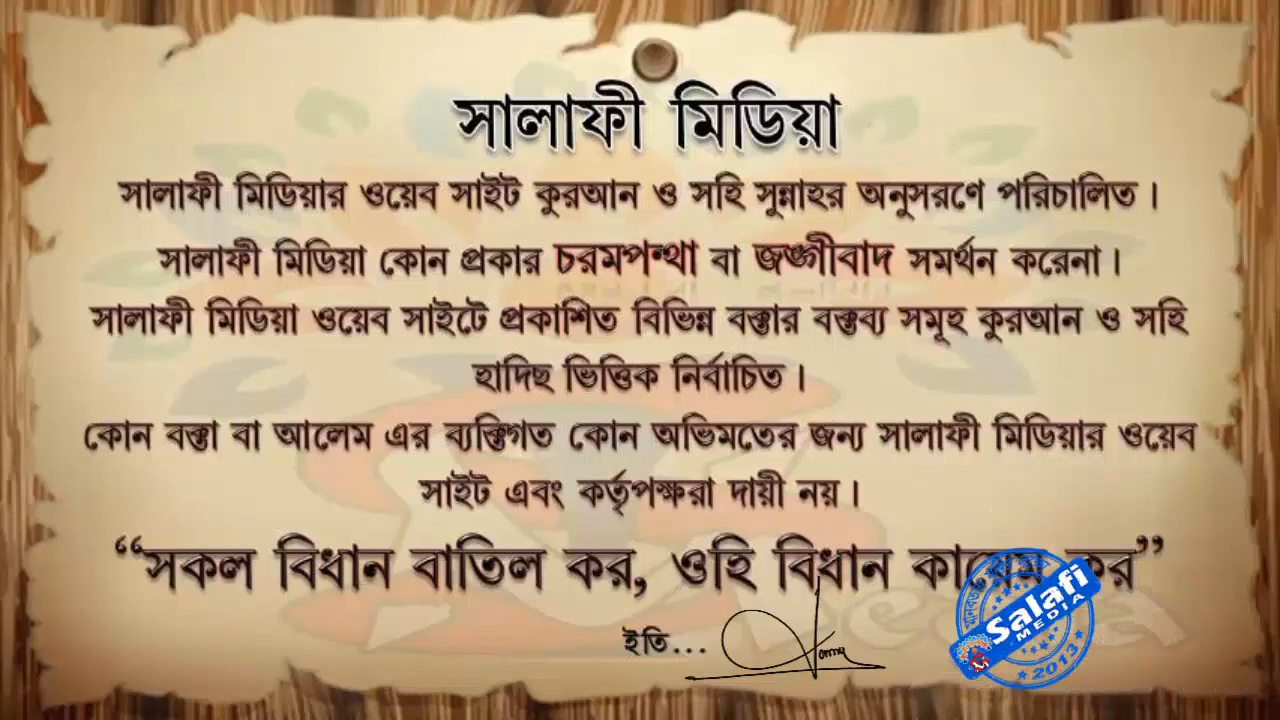 সালাফী মিডিয়া
সালাফী মিডিয়ার ওয়েব সাইট কুরআন ও সহি সুন্নাহর অনুসরণে পরিচালিত।
সালাফী মিডিয়া কোন প্রকার চরমপন্থা বা জঙ্গীবাদ সমর্থন করেনা।
সালাফী মিডিয়া ওয়েব সাইটে প্রকাশিত বিভিন্ন বক্তার বক্তব্য সমূহ কুরআন ও সহি
হাদিছ ভিত্তিক নির্বাচিত।
কোন বক্তা বা আলেম এর ব্যক্তিগত কোন অভিমতের জন্য সালাফী মিডিয়ার ওয়েব
সাইট এবং কর্তৃপক্ষরা দায়ী নয়।
“সকল বিধান বাতিল কর, ওহি বিধান কায়েম কর”
ইতি...
Salafi
MEDIA
2013